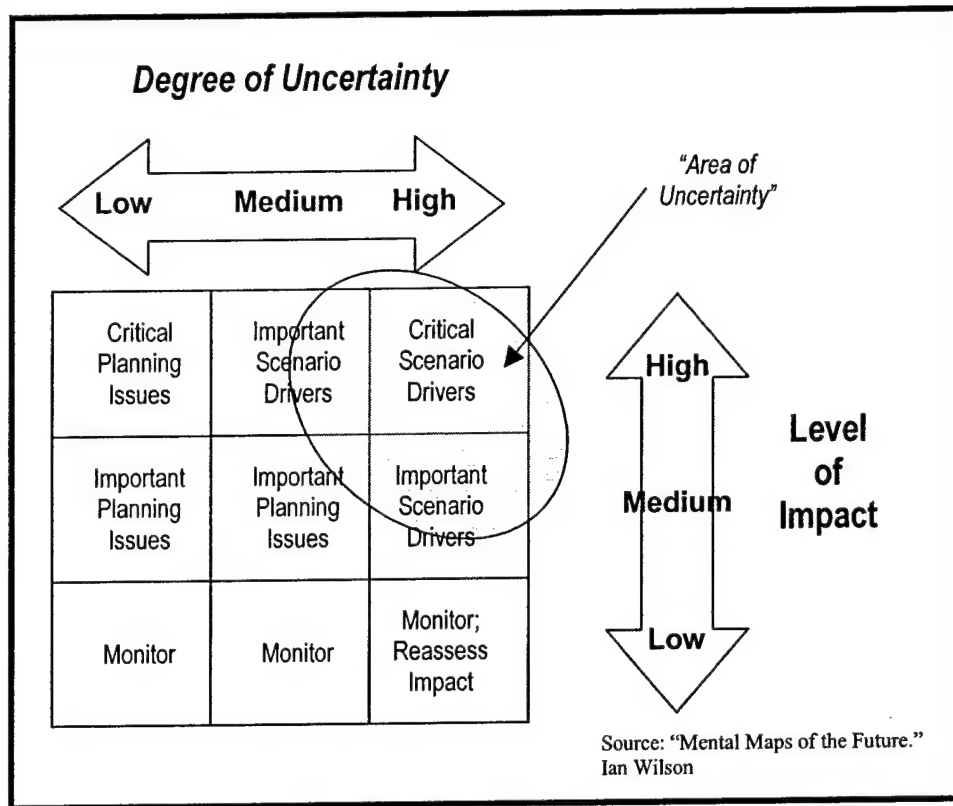 Degree of Uncertainty
Low Medium High
"Area of
Uncertainty"
Critical
Planning
Issues
Important
Scenario
Drivers
Critical
Scenario
Drivers
Important
Planning
Issues
Important
Planning
Issues
Important
Scenario
Drivers
Monitor
Monitor
Monitor;
Reassess
Impact
High
Medium
Low
Level
of
Impact
Source: "Mental Maps of the Future."
Ian Wilson